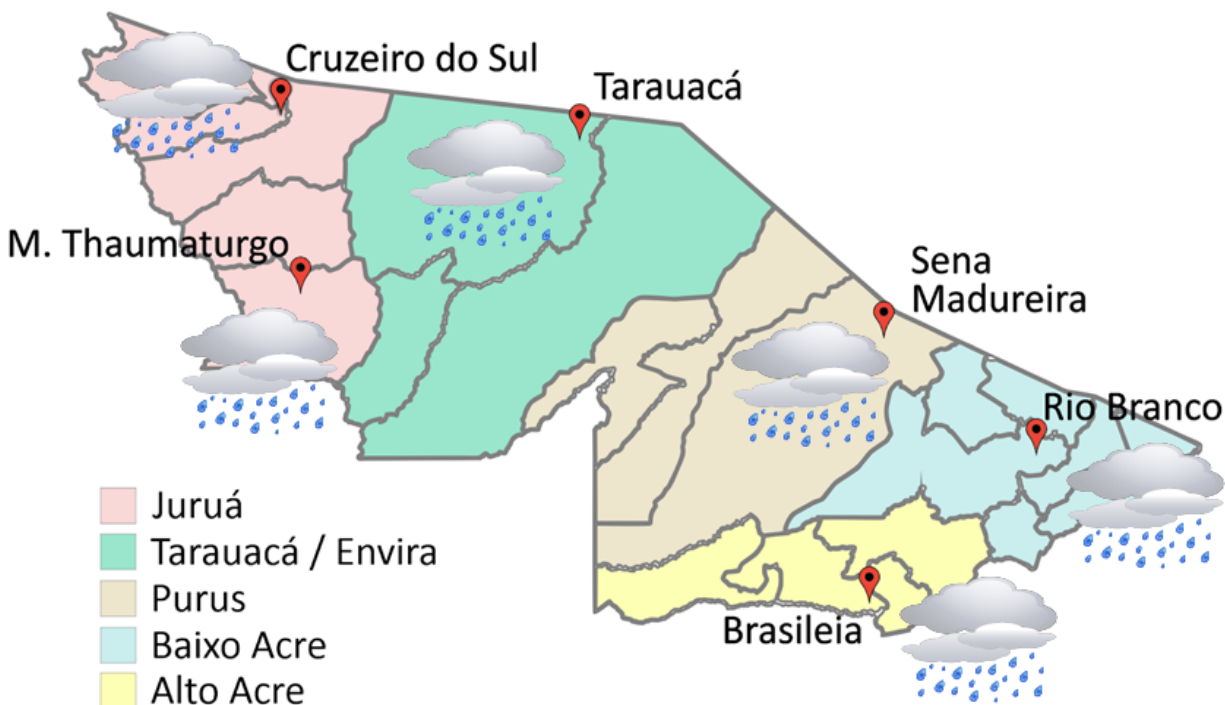 Cruzeiro do Sul
Tarauacá
M. Thaumaturgo
Sena
Madureira
Rio Branco
Brasileia
Juruá
Tarauacá / Envira
Purus
Baixo Acre
Alto Acre